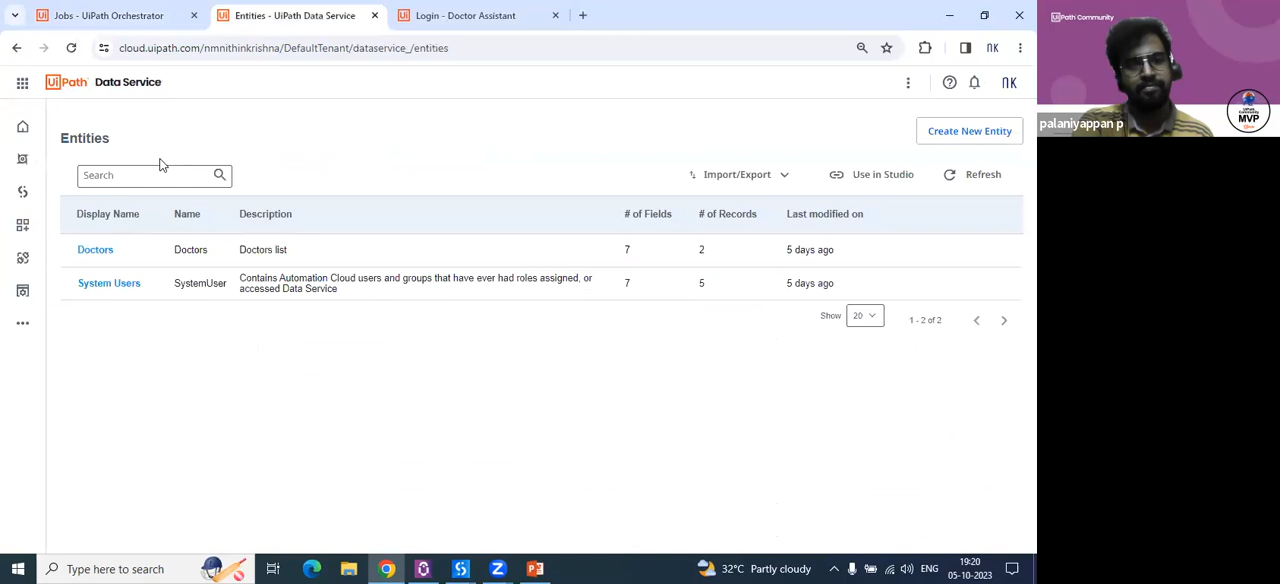 Jobs - UiPath Orchestrator
Entities - UiPath Data Service
Login - Doctor Assistant
cloud.uipath.com/nmnithinkrishna/DefaultTenant/dataservice_/entities
NK
UiPath Data Service
NK
Entities
Create New Entity
Search
Import/Export
Use in Studio
Refresh
Display Name Name Description # of Fields # of Records Last modified on
Doctors Doctors Doctors list 7 2 5 days ago
System Users SystemUser Contains Automation Cloud users and groups that have ever had roles assigned, or accessed Data Service 7 5 5 days ago
Show 20 1 - 2 of 2
Type here to search
32°C Partly cloudy
ENG
19:20
05-10-2023
UiPath Community
palaniyappan p
UiPath Community
MVP